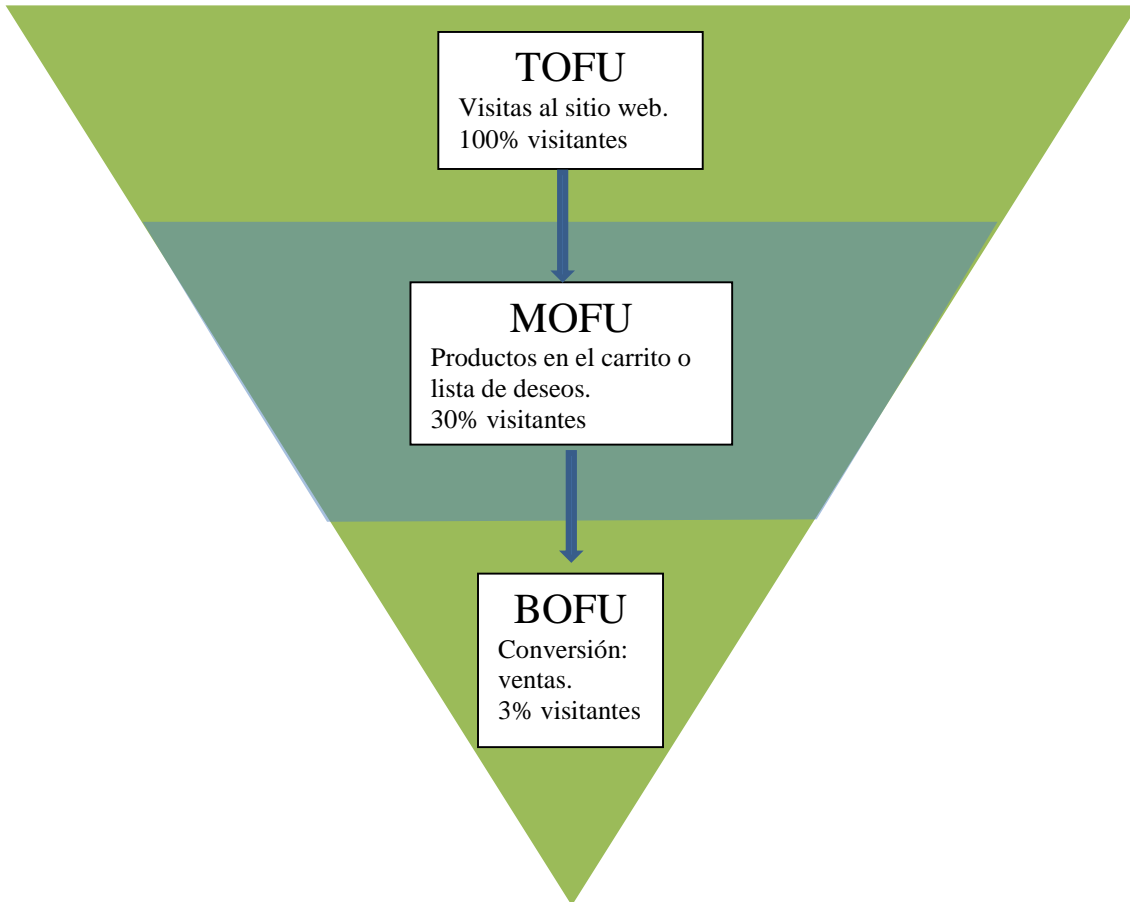 TOFU
Visitas al sitio web.
100% visitantes
MOFU
Productos en el carrito o
lista de deseos.
30% visitantes
BOFU
Conversión:
ventas.
3% visitantes